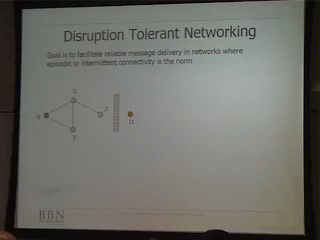 Disruption Tolerant Networking
Goal is to facilitate reliable message delivery in networks where
episodic or intermittent connectivity is the norm
X
S
Z
D
Y
BBN